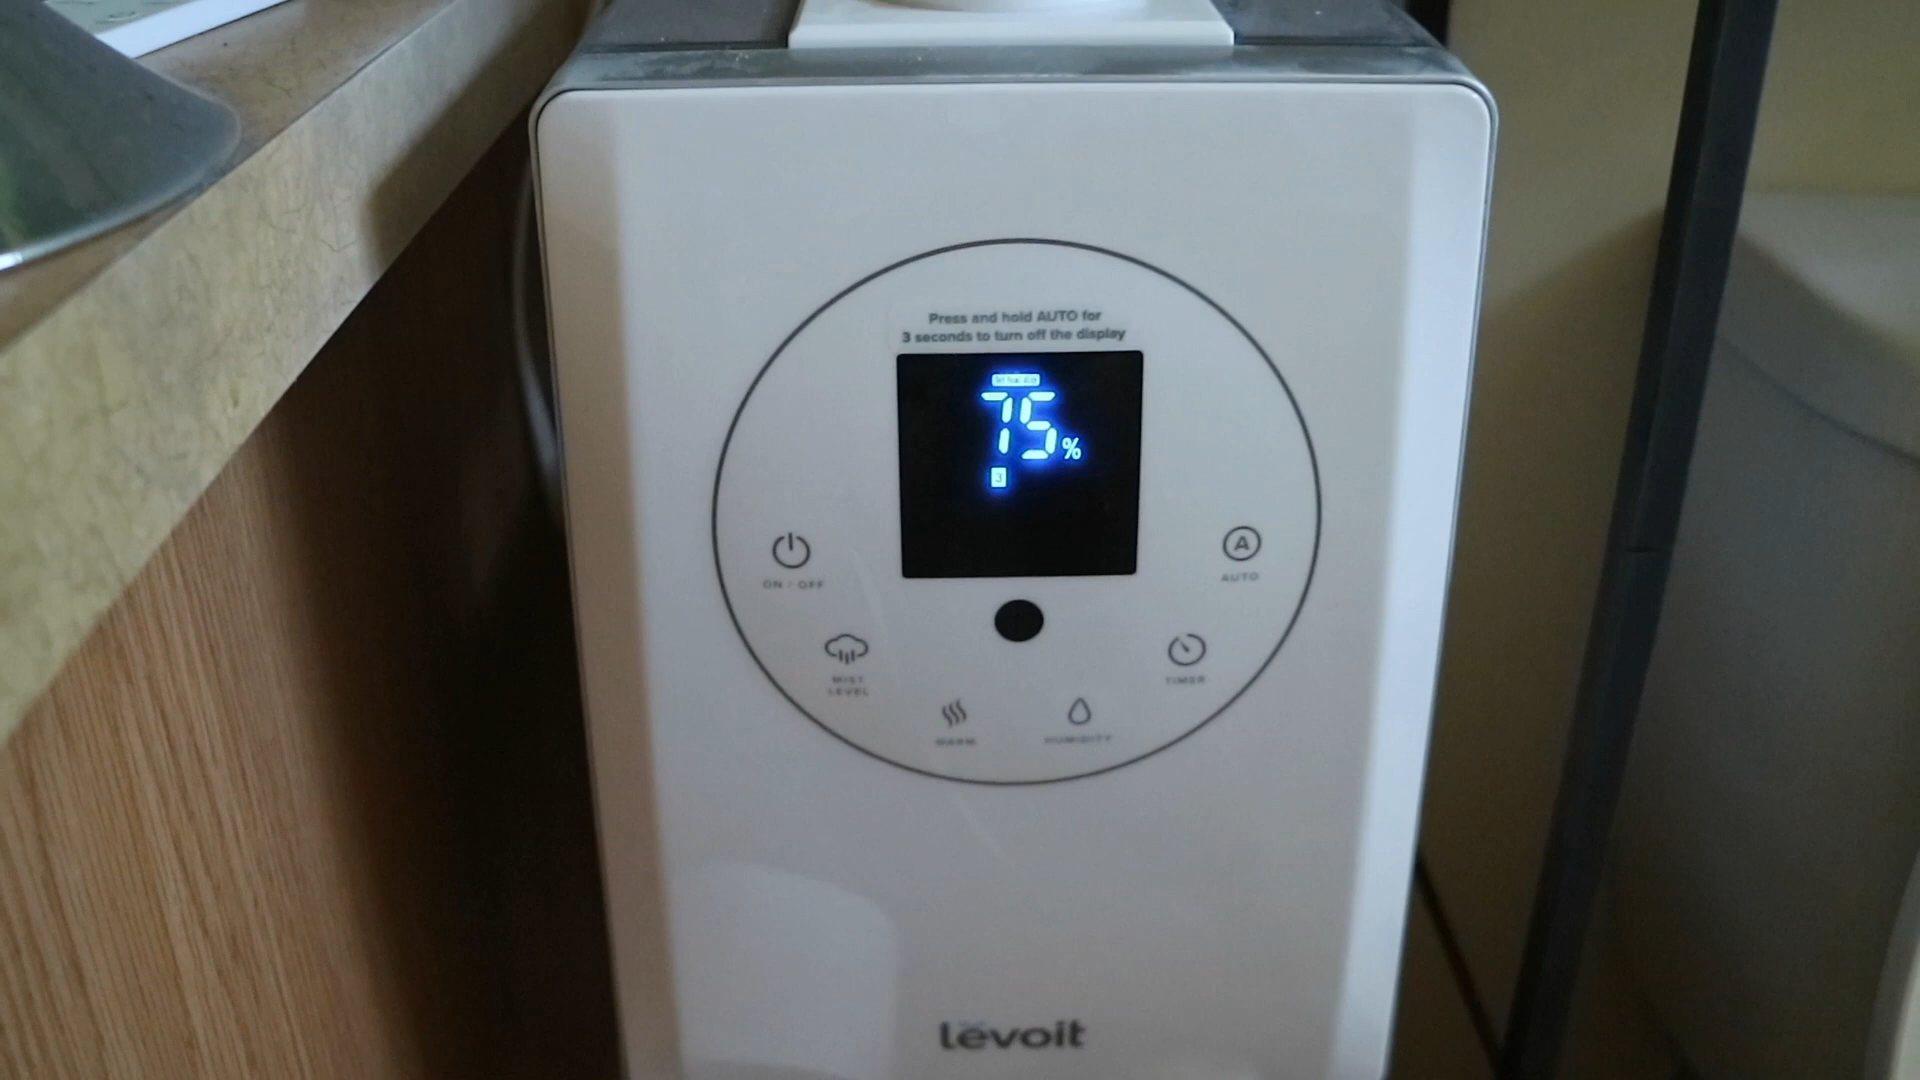 Press and hold AUTO for
3 seconds to turn off the display
75%
3
ON / OFF
AUTO
MIST
LEVEL
TIMER
WARM
HUMIDITY
levoit